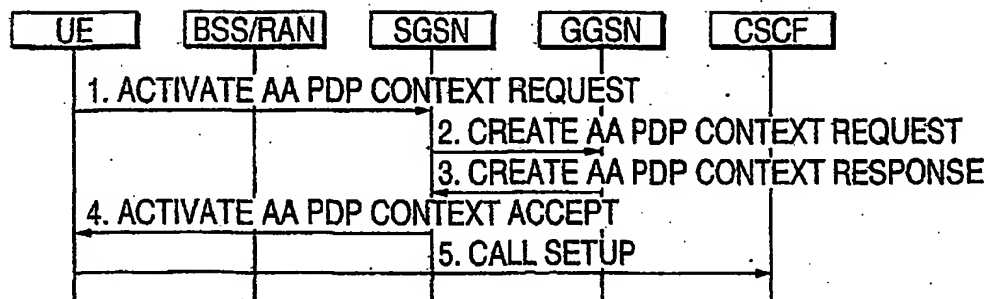 UE BSS/RAN SGSN GGSN CSCF
1. ACTIVATE AA PDP CONTEXT REQUEST
2. CREATE AA PDP CONTEXT REQUEST
3. CREATE AA PDP CONTEXT RESPONSE
4. ACTIVATE AA PDP CONTEXT ACCEPT
5. CALL SETUP